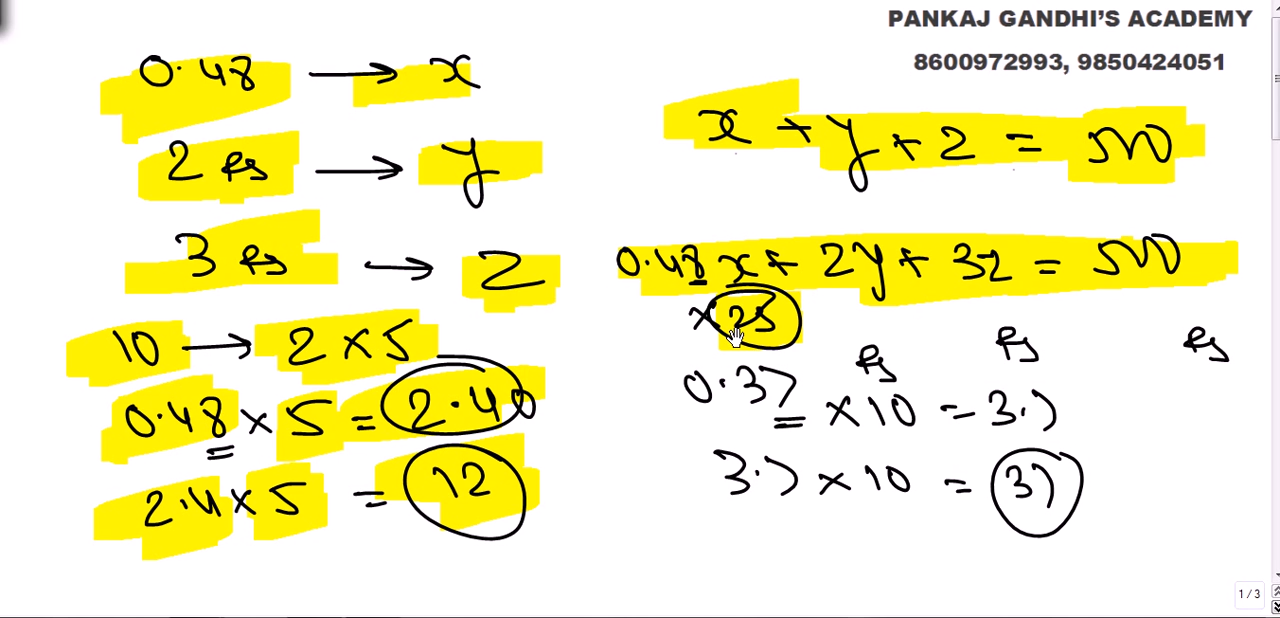 PANKAJ GANDHI'S ACADEMY
8600972993, 9850424051
0.48 → x
2 Rs → y
3 Rs → z
x + y + z = 500
0.48x + 2y + 3z = 500
× 25
10 → 2 × 5
0.48 × 5 = 2.40
2.4 × 5 = 12
Rs Rs Rs
0.37 × 10 = 3.7
3.7 × 10 = 37
1 / 3